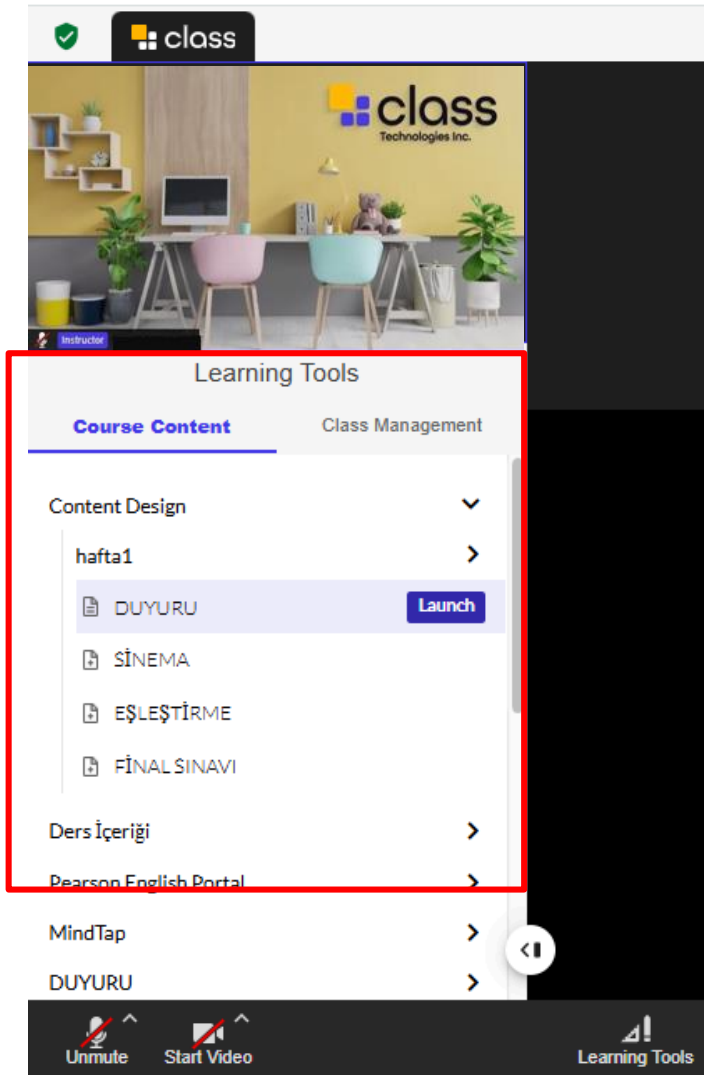 class
class
Technologies Inc.
Instructor
Learning Tools
Course Content Class Management
Content Design
hafta1
DUYURU Launch
SİNEMA
EŞLEŞTİRME
FİNAL SINAVI
Ders İçeriği
Pearson English Portal
MindTap
DUYURU
Unmute Start Video Learning Tools